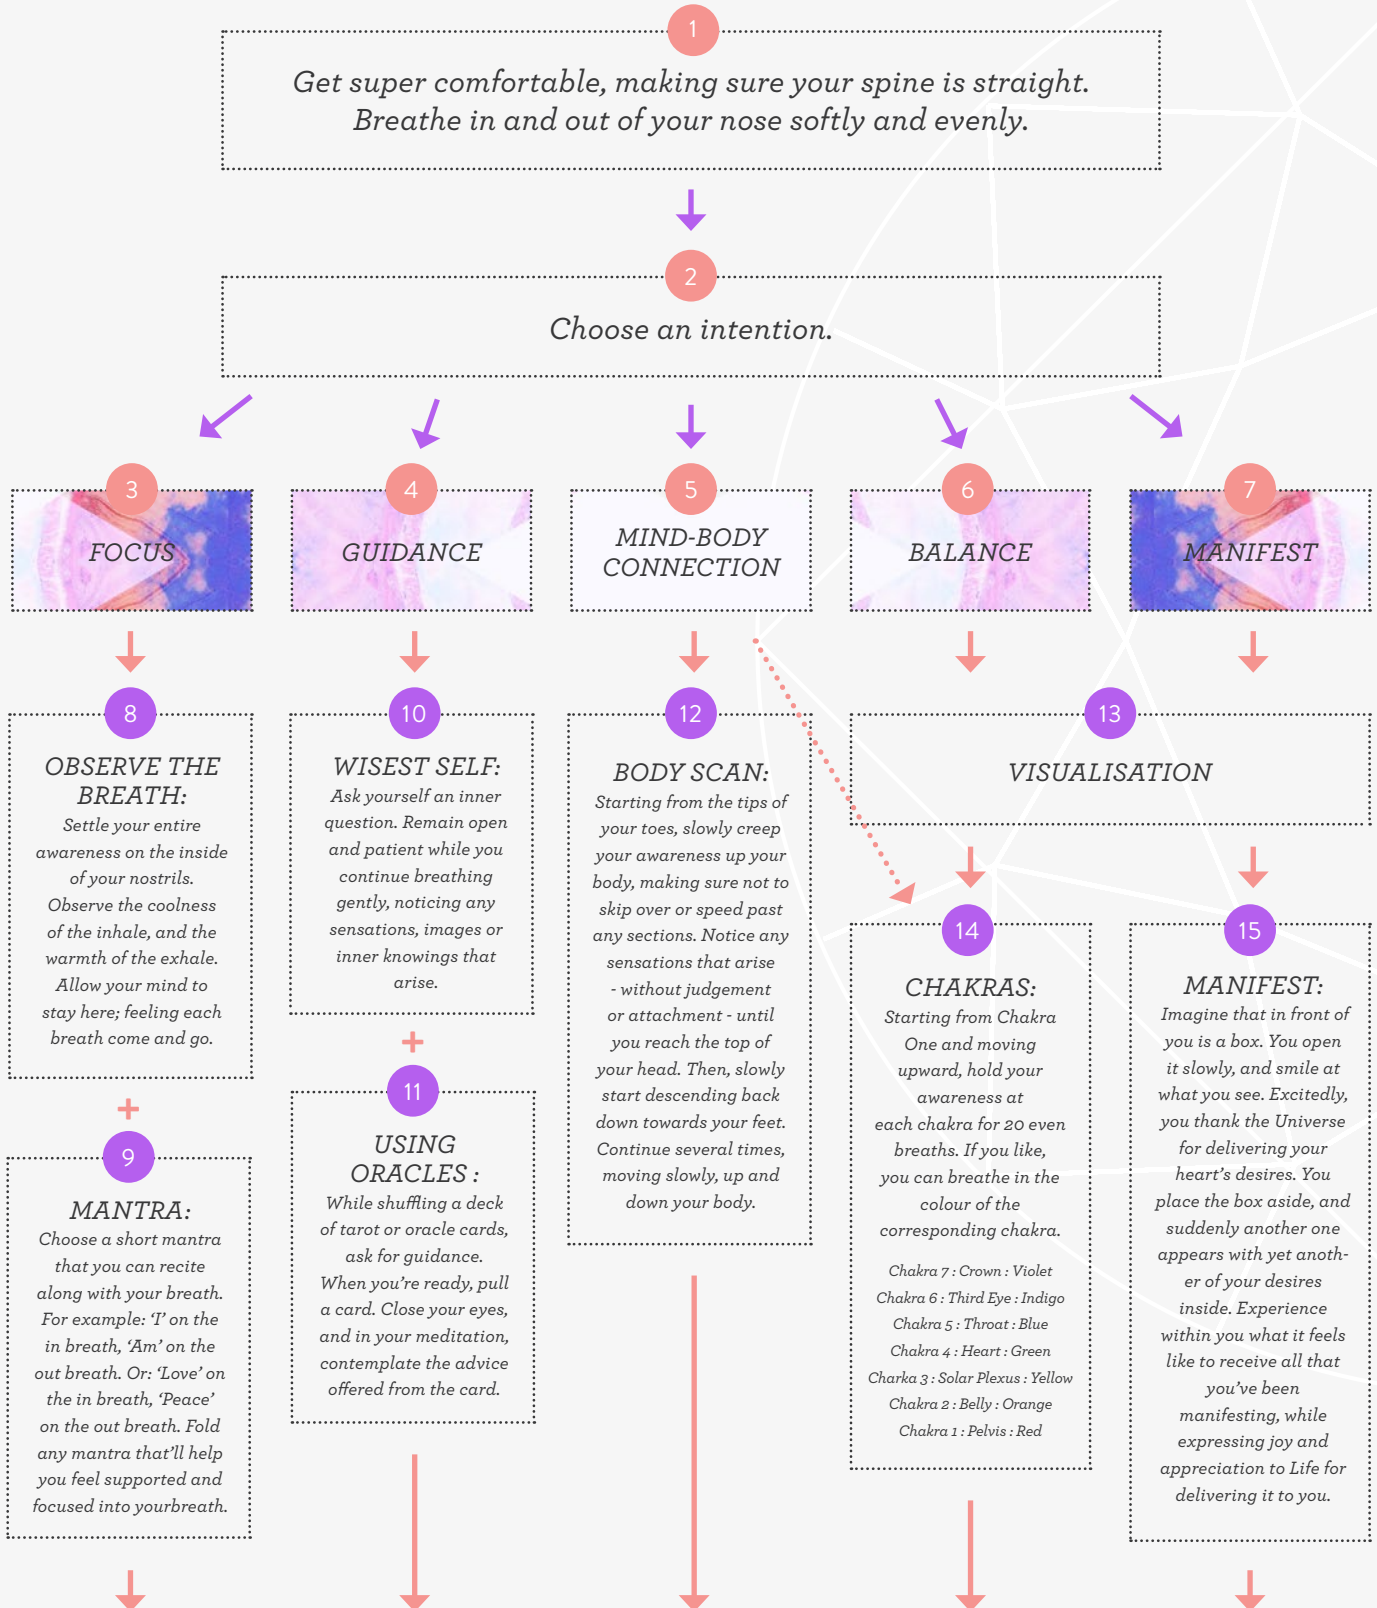 1
Get super comfortable, making sure your spine is straight.
Breathe in and out of your nose softly and evenly.
2
Choose an intention.
3
FOCUS
4
GUIDANCE
5
MIND-BODY
CONNECTION
6
BALANCE
7
MANIFEST
8
OBSERVE THE
BREATH:
Settle your entire
awareness on the inside
of your nostrils.
Observe the coolness
of the inhale, and the
warmth of the exhale.
Allow your mind to
stay here; feeling each
breath come and go.
+
9
MANTRA:
Choose a short mantra
that you can recite
along with your breath.
For example: ‘I’ on the
in breath, ‘Am’ on the
out breath. Or: ‘Love’ on
the in breath, ‘Peace’
on the out breath. Fold
any mantra that’ll help
you feel supported and
focused into yourbreath.
10
WISEST SELF:
Ask yourself an inner
question. Remain open
and patient while you
continue breathing
gently, noticing any
sensations, images or
inner knowings that
arise.
+
11
USING
ORACLES :
While shuffling a deck
of tarot or oracle cards,
ask for guidance.
When you’re ready, pull
a card. Close your eyes,
and in your meditation,
contemplate the advice
offered from the card.
12
BODY SCAN:
Starting from the tips of
your toes, slowly creep
your awareness up your
body, making sure not to
skip over or speed past
any sections. Notice any
sensations that arise
- without judgement
or attachment - until
you reach the top of
your head. Then, slowly
start descending back
down towards your feet.
Continue several times,
moving slowly, up and
down your body.
13
VISUALISATION
14
CHAKRAS:
Starting from Chakra
One and moving
upward, hold your
awareness at
each chakra for 20 even
breaths. If you like,
you can breathe in the
colour of the
corresponding chakra.
Chakra 7 : Crown : Violet
Chakra 6 : Third Eye : Indigo
Chakra 5 : Throat : Blue
Chakra 4 : Heart : Green
Charka 3 : Solar Plexus : Yellow
Chakra 2 : Belly : Orange
Chakra 1 : Pelvis : Red
15
MANIFEST:
Imagine that in front of
you is a box. You open
it slowly, and smile at
what you see. Excitedly,
you thank the Universe
for delivering your
heart’s desires. You
place the box aside, and
suddenly another one
appears with yet anoth-
er of your desires
inside. Experience
within you what it feels
like to receive all that
you’ve been
manifesting, while
expressing joy and
appreciation to Life for
delivering it to you.